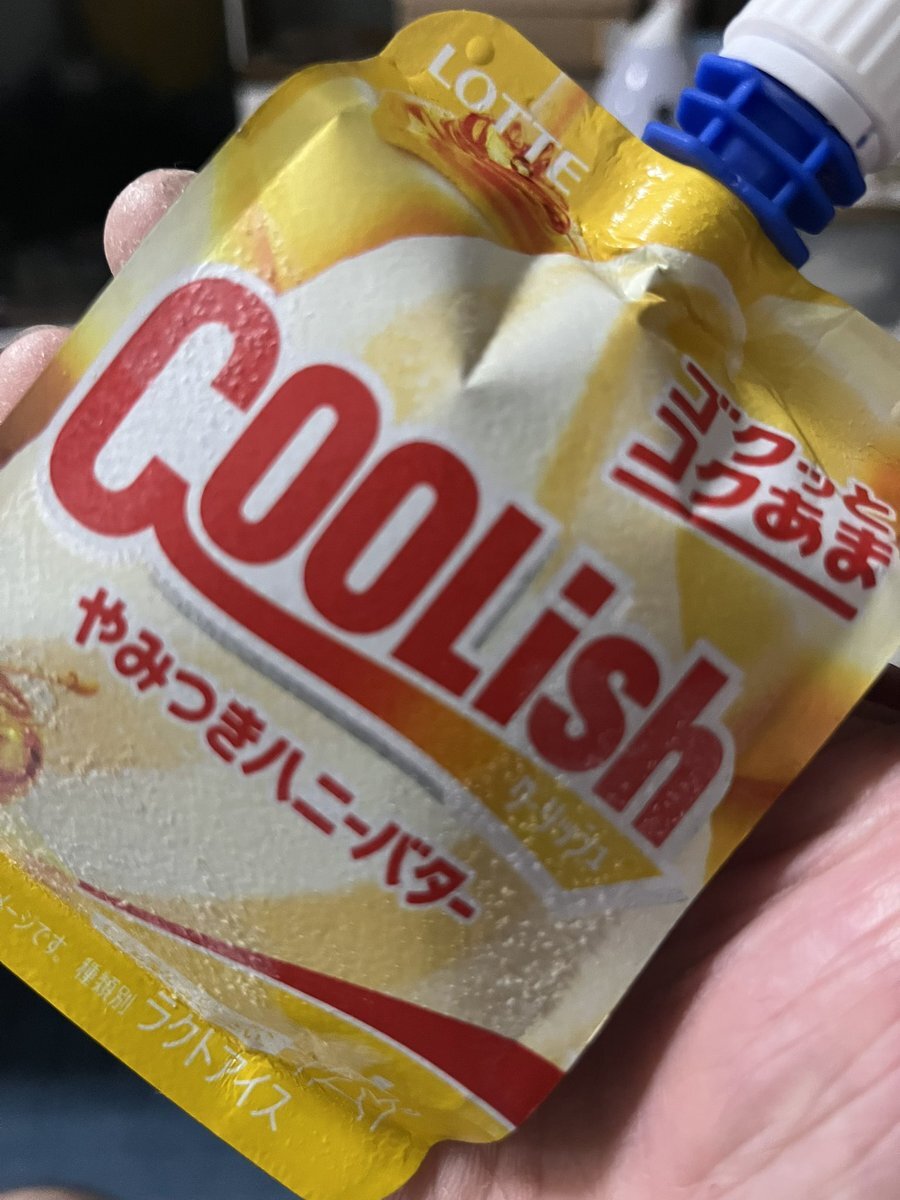 LOTTE
ゴクッと
コクあま
COOLish
クーリッシュ
やみつきハニーバター
メージです。 種類別 ラクトアイス